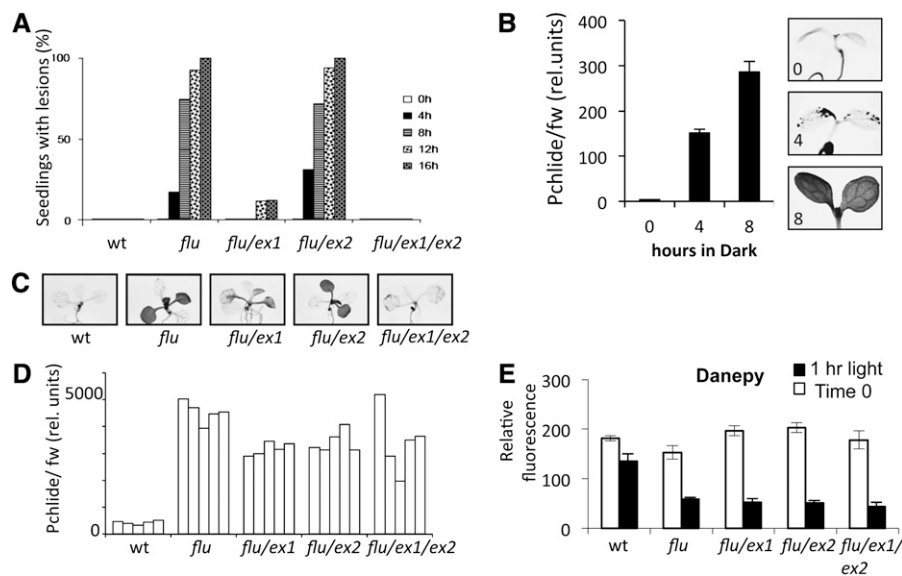 A
Seedlings with lesions (%)
100
50
0
wt flu flu/ex1 flu/ex2 flu/ex1/ex2
0h
4h
8h
12h
16h
B
Pchlide/fw (rel.units)
400
300
200
100
0
0 4 8
hours in Dark
0
4
8
C
wt flu flu/ex1 flu/ex2 flu/ex1/ex2
D
Pchlide/ fw (rel. units)
5000
0
wt flu flu/ex1 flu/ex2 flu/ex1/ex2
E
Danepy
1 hr light
Time 0
Relative
fluorescence
300
200
100
0
wt flu flu/ex1 flu/ex2 flu/ex1/
ex2